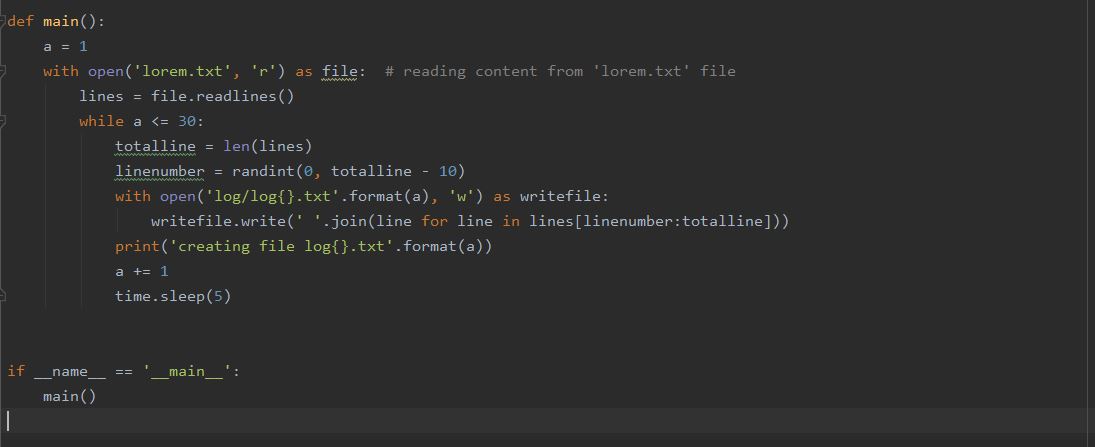 def main():
    a = 1
    with open('lorem.txt', 'r') as file:  # reading content from 'lorem.txt' file
        lines = file.readlines()
        while a <= 30:
            totalline = len(lines)
            linenumber = randint(0, totalline - 10)
            with open('log/log{}.txt'.format(a), 'w') as writefile:
                writefile.write(' '.join(line for line in lines[linenumber:totalline]))
            print('creating file log{}.txt'.format(a))
            a += 1
            time.sleep(5)
if __name__ == '__main__':
    main()